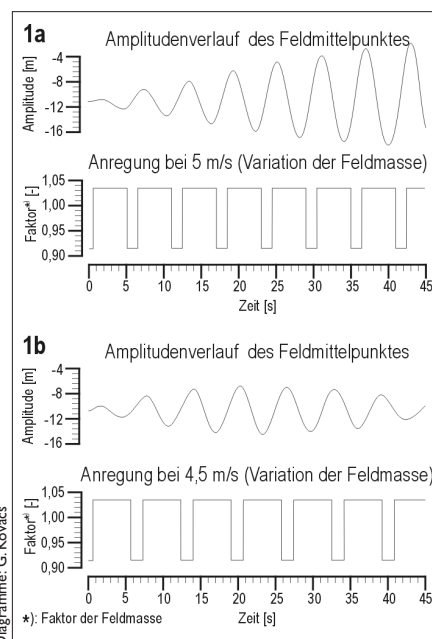 1a
Amplitudenverlauf des Feldmittelpunktes
Amplitude [m]
-4
-8
-12
-16
Anregung bei 5 m/s (Variation der Feldmasse)
Faktor*) [-]
1,05
1,00
0,95
0,90
0 5 10 15 20 25 30 35 40 45
Zeit [s]
1b
Amplitudenverlauf des Feldmittelpunktes
Amplitude [m]
-4
-8
-12
-16
Anregung bei 4,5 m/s (Variation der Feldmasse)
Faktor*) [-]
1,05
1,00
0,95
0,90
0 5 10 15 20 25 30 35 40 45
*): Faktor der Feldmasse Zeit [s]
Diagramme: G. Kovacs